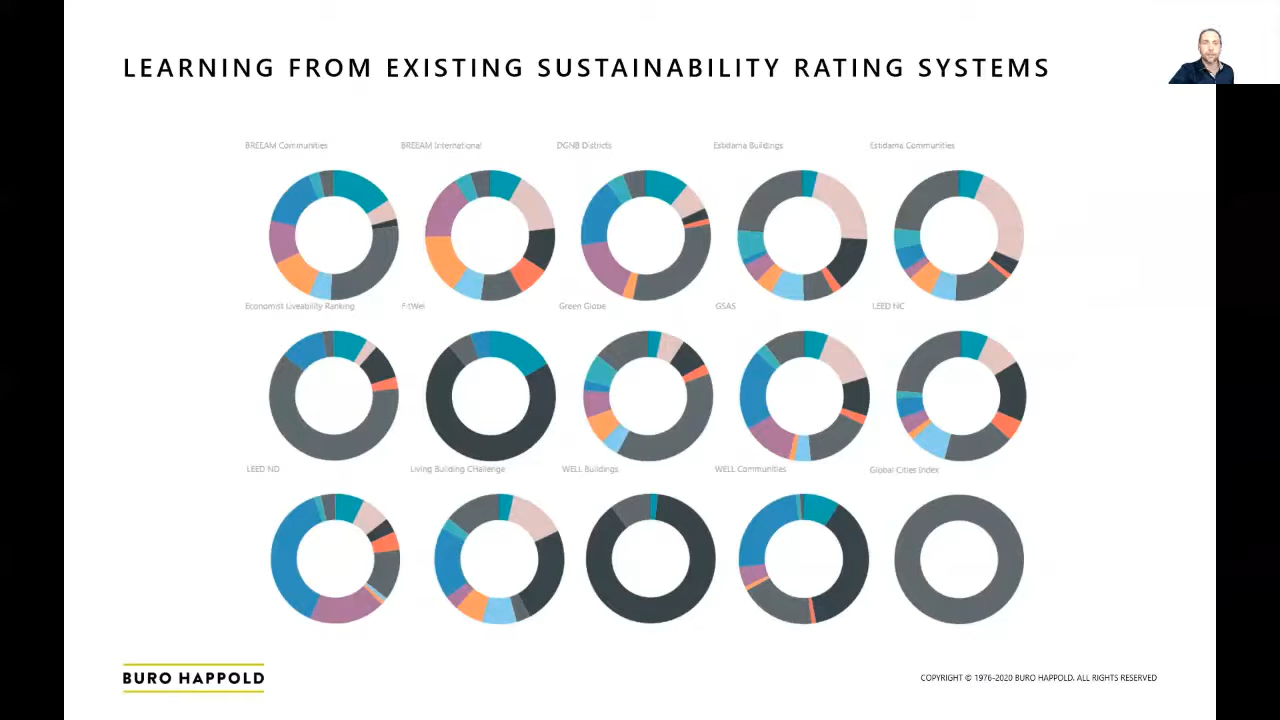 LEARNING FROM EXISTING SUSTAINABILITY RATING SYSTEMS
BREEAM Communities
BREEAM International
DGNB Districts
Estidama Buildings
Estidama Communities
Economist Liveability Ranking
FitWel
Green Globe
GSAS
LEED NC
LEED ND
Living Building CHallenge
WELL Buildings
WELL Communities
Global Cities Index
BURO HAPPOLD
COPYRIGHT © 1976-2020 BURO HAPPOLD. ALL RIGHTS RESERVED